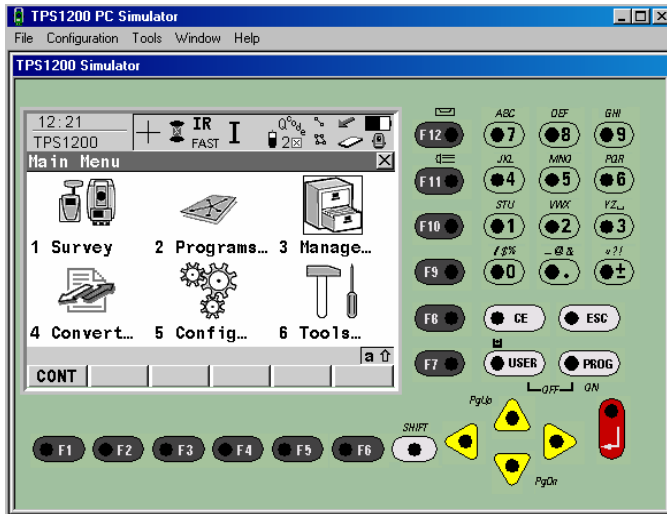 TPS1200 PC Simulator
File Configuration Tools Window Help
TPS1200 Simulator
12:21
TPS1200
IR
FAST
I
Qcode
2
Main Menu
1 Survey
2 Programs…
3 Manage…
4 Convert…
5 Config…
6 Tools…
a
CONT
F12
F11
F10
F9
F8
F7
ABC DEF GHI
7 8 9
JKL MNO PQR
4 5 6
STU VWX YZ
1 2 3
/$% _@& *?!
0 . ±
CE ESC
USER PROG
OFF ON
PgUp
SHIFT
F1 F2 F3 F4 F5 F6
PgDn